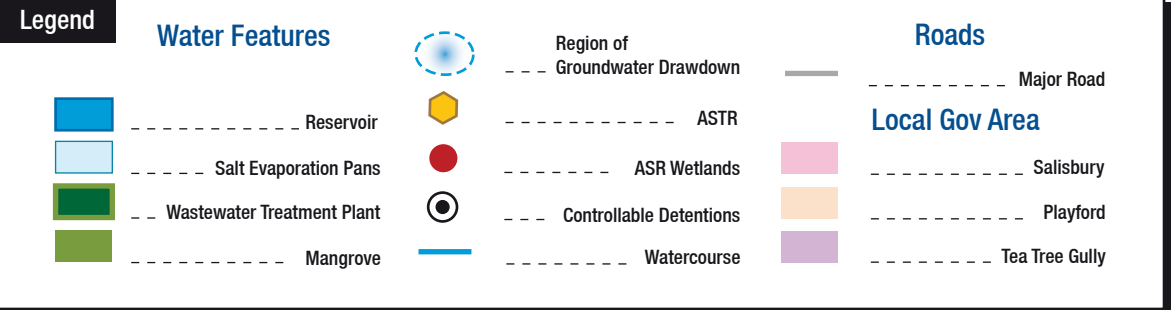 Legend
Water Features
Reservoir
Salt Evaporation Pans
Wastewater Treatment Plant
Mangrove
Region of
Groundwater Drawdown
ASTR
ASR Wetlands
Controllable Detentions
Watercourse
Roads
Major Road
Local Gov Area
Salisbury
Playford
Tea Tree Gully